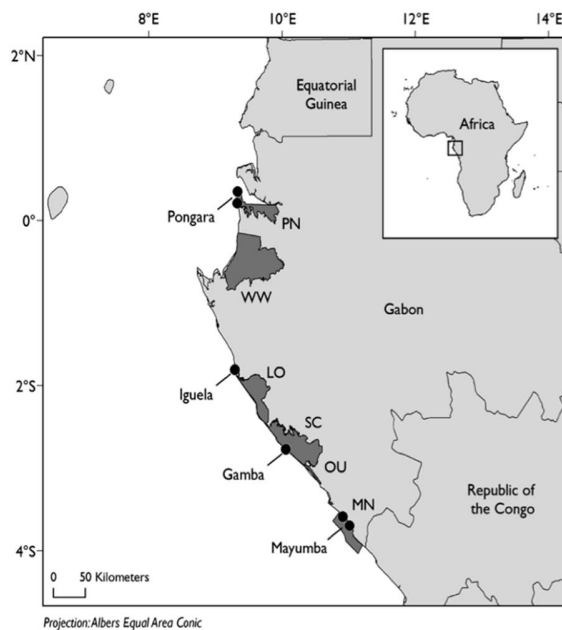 8°E
10°E
12°E
14°E
2°N
Equatorial
Guinea
Africa
Pongara
0°
PN
WW
Gabon
LO
Iguela
2°S
SC
Gamba
OU
MN
Republic of
the Congo
Mayumba
4°S
0 50 Kilometers
Projection: Albers Equal Area Conic